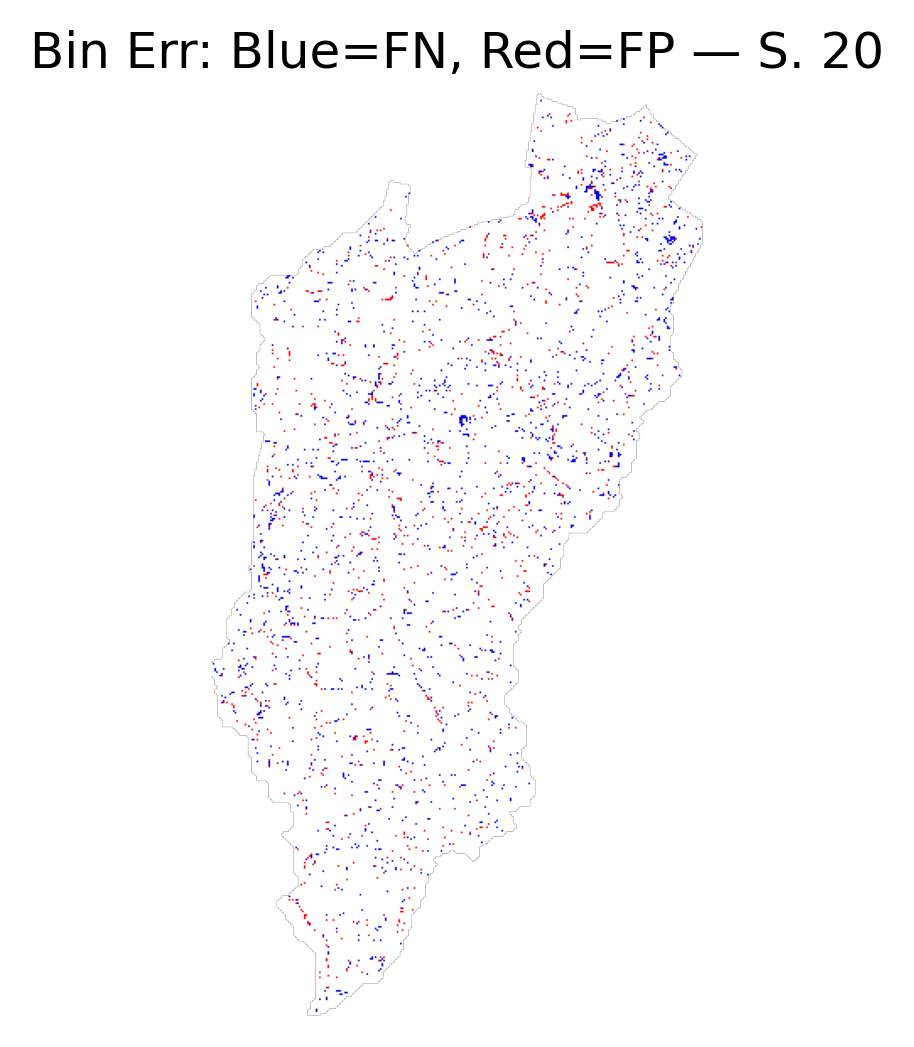 Bin Err: Blue=FN, Red=FP — S. 20